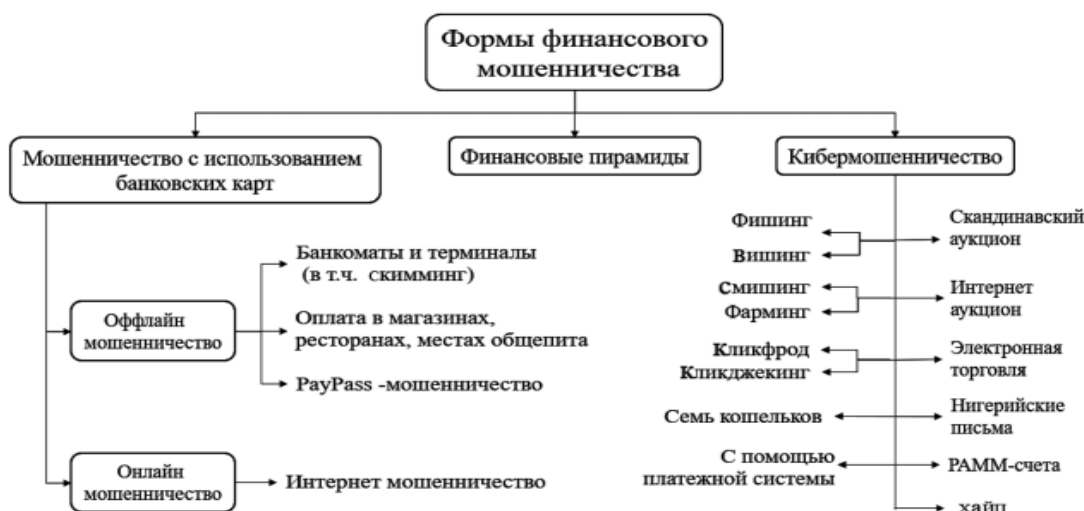 Формы финансового
мошенничества
Мошенничество с использованием
банковских карт
Финансовые пирамиды
Кибермошенничество
Оффлайн
мошенничество
Банкоматы и терминалы
(в т.ч. скимминг)
Оплата в магазинах,
ресторанах, местах общепита
PayPass -мошенничество
Онлайн
мошенничество
Интернет мошенничество
Фишинг
Вишинг
Скандинавский
аукцион
Смишинг
Фарминг
Интернет
аукцион
Кликфрод
Кликджекинг
Электронная
торговля
Семь кошельков
Нигерийские
письма
С помощью
платежной системы
PAMM-счета
хайп